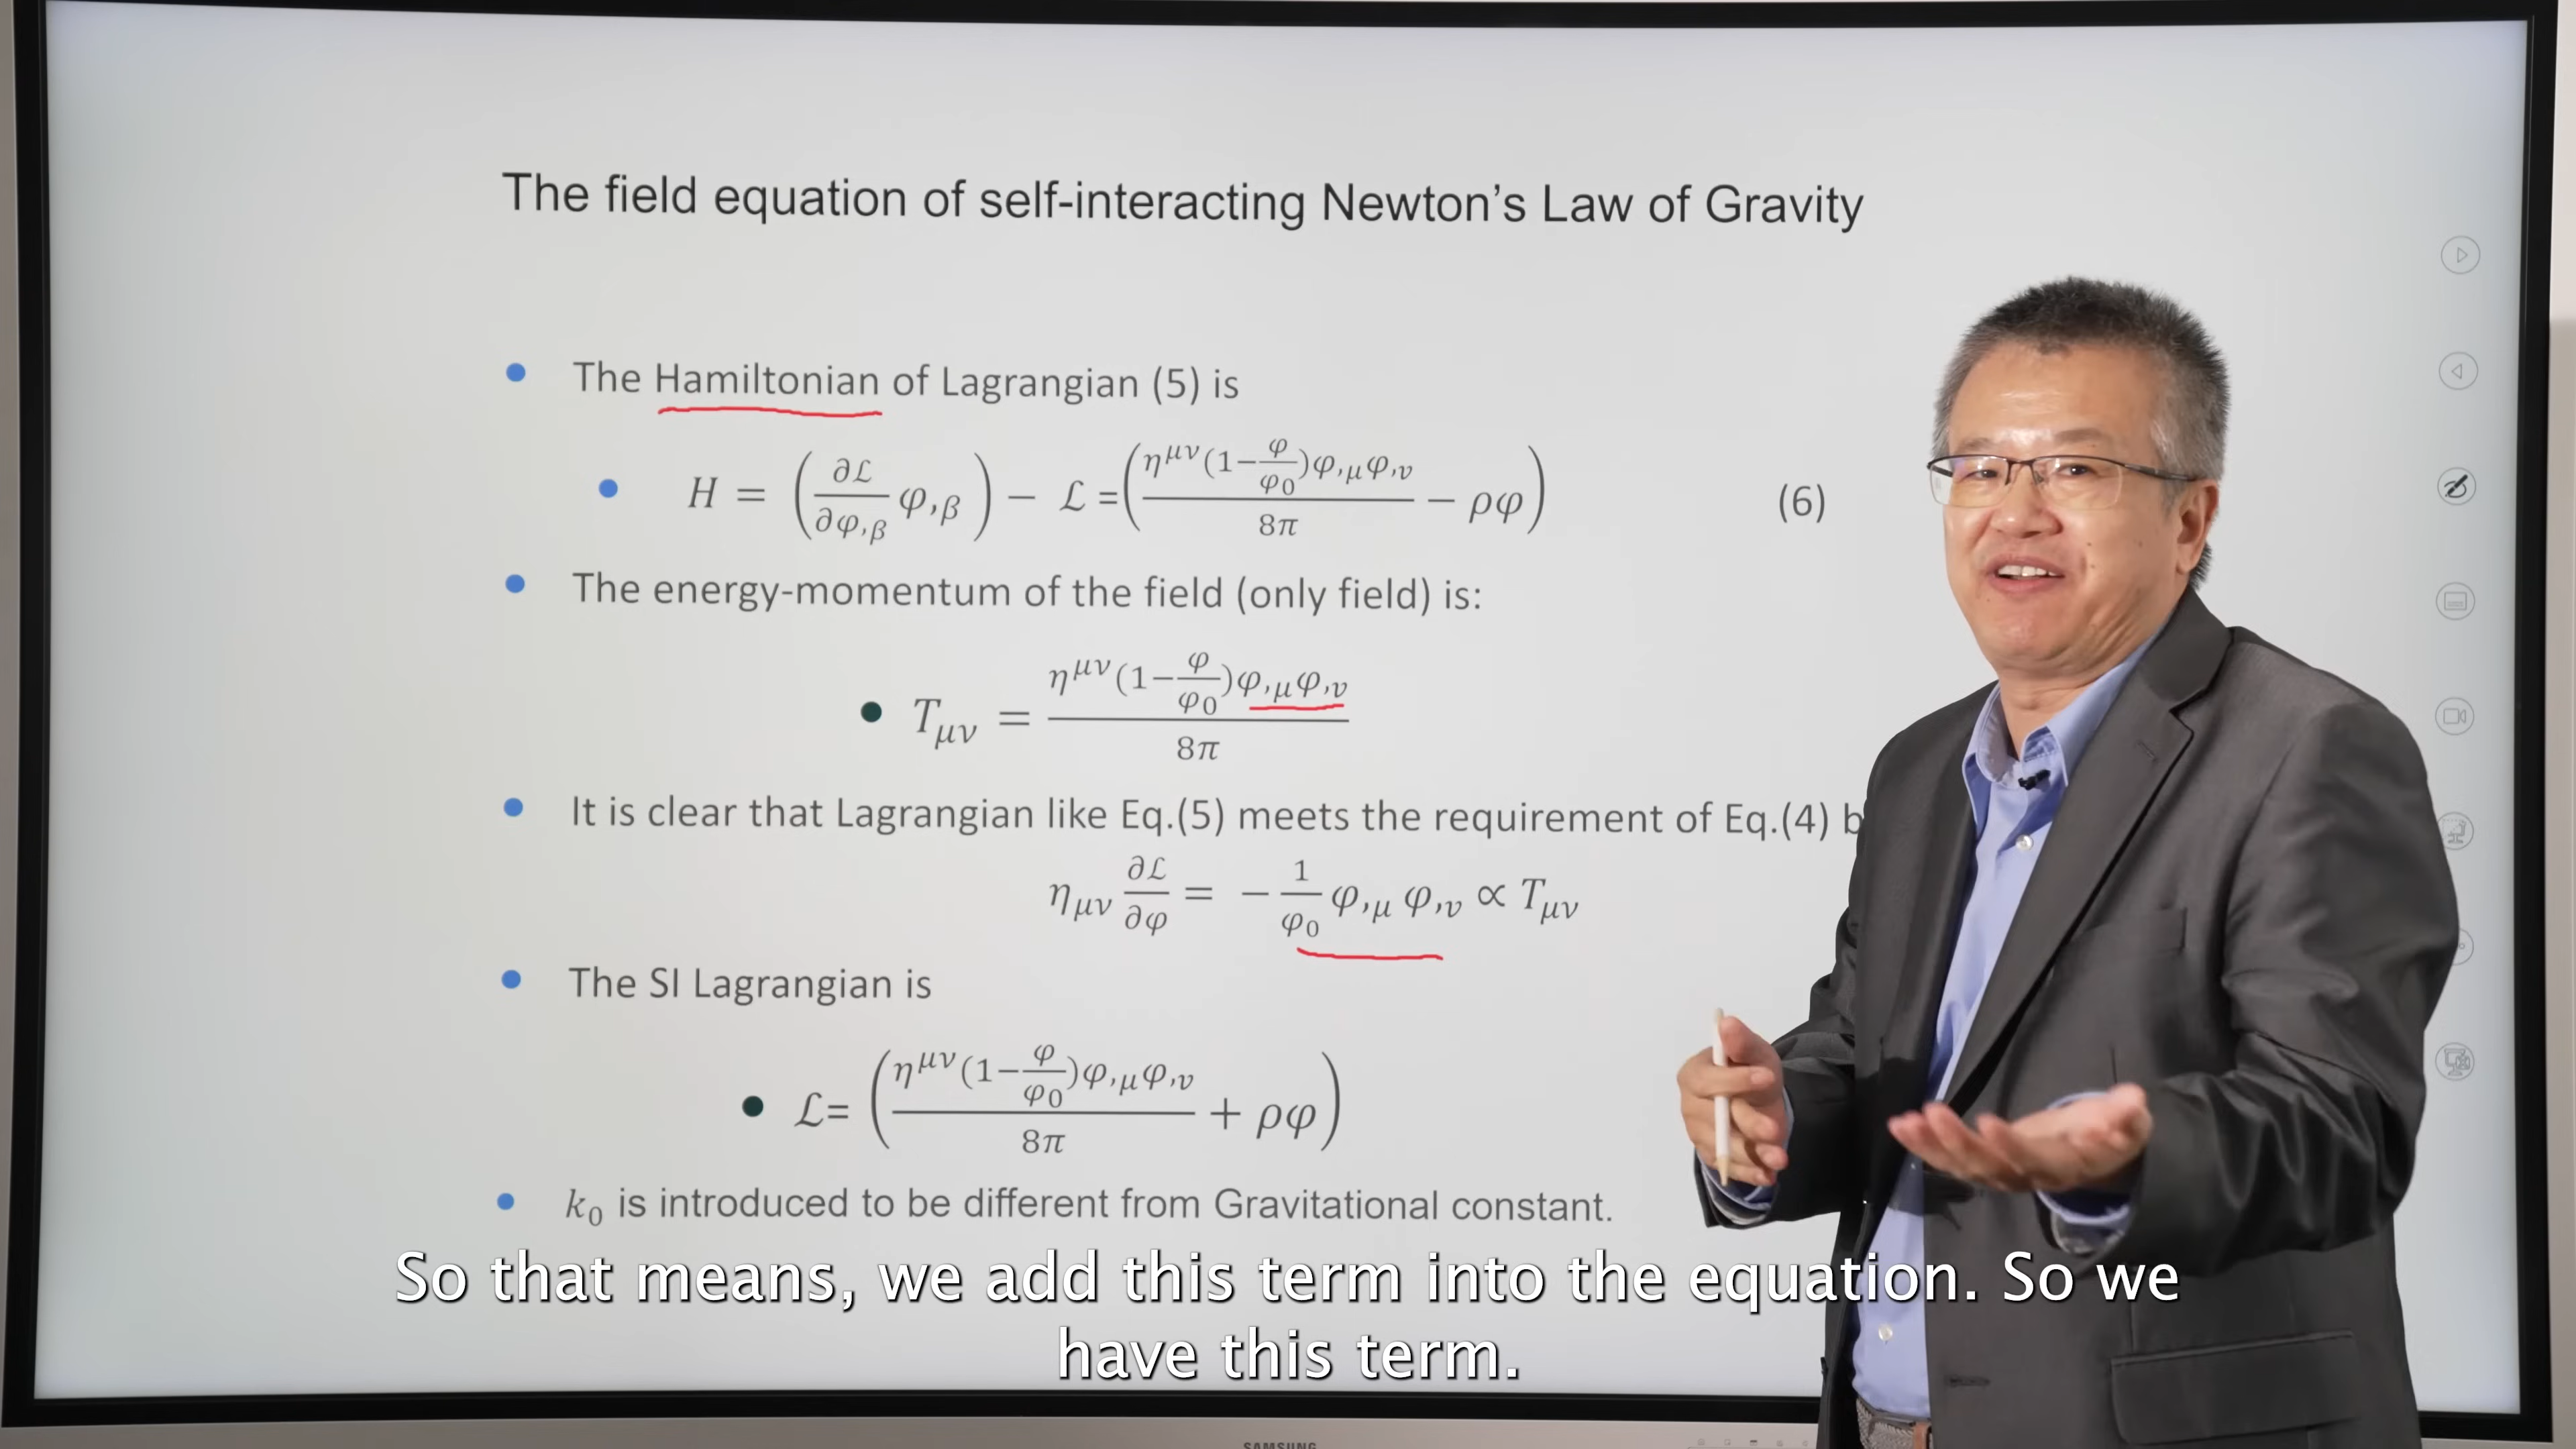 The field equation of self-interacting Newton's Law of Gravity
The Hamiltonian of Lagrangian (5) is
H = (∂ℒ/∂φ,β φ,β) − ℒ = (η^μν(1−φ/φ₀)φ,μφ,ν / 8π − ρφ) (6)
The energy-momentum of the field (only field) is:
T_μν = η^μν(1−φ/φ₀)φ,μφ,ν / 8π
It is clear that Lagrangian like Eq.(5) meets the requirement of Eq.(4) b
η_μν ∂ℒ/∂φ = −1/φ₀ φ,μ φ,ν ∝ T_μν
The SI Lagrangian is
ℒ= (η^μν(1−φ/φ₀)φ,μφ,ν / 8π + ρφ)
k₀ is introduced to be different from Gravitational constant.
So that means, we add this term into the equation. So we
have this term.
SAMSUNG